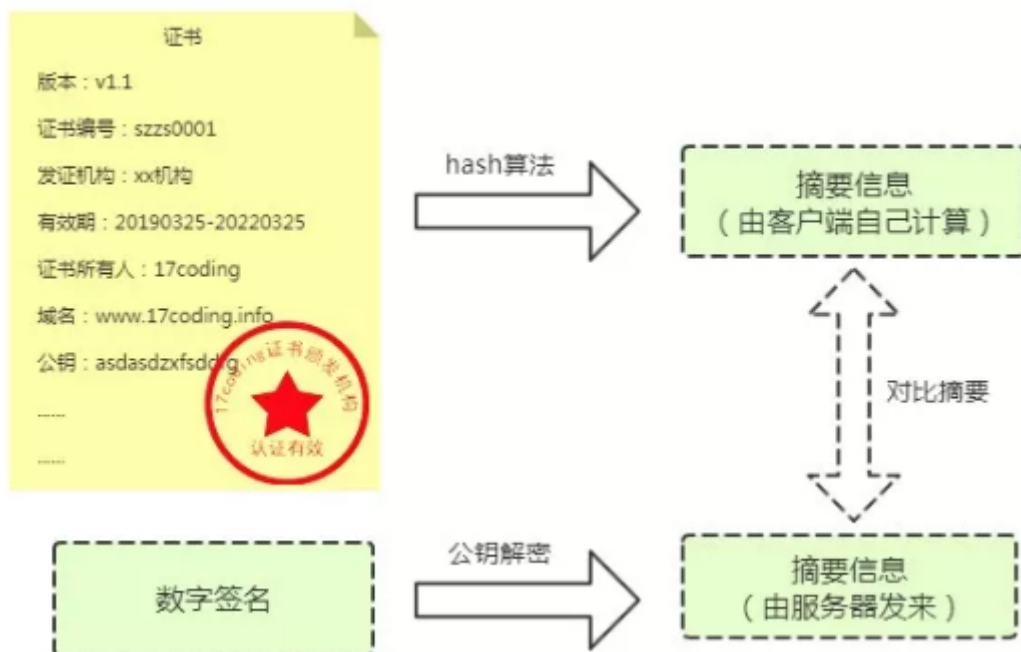 证书
版本：v1.1
证书编号：szzs0001
发证机构：xx机构
有效期：20190325-20220325
证书所有人：17coding
域名：www.17coding.info
公钥：asdasdzxfsddfg
......
......
17coding证书颁发机构
认证有效
hash算法
摘要信息
（由客户端自己计算）
对比摘要
数字签名
公钥解密
摘要信息
（由服务器发来）